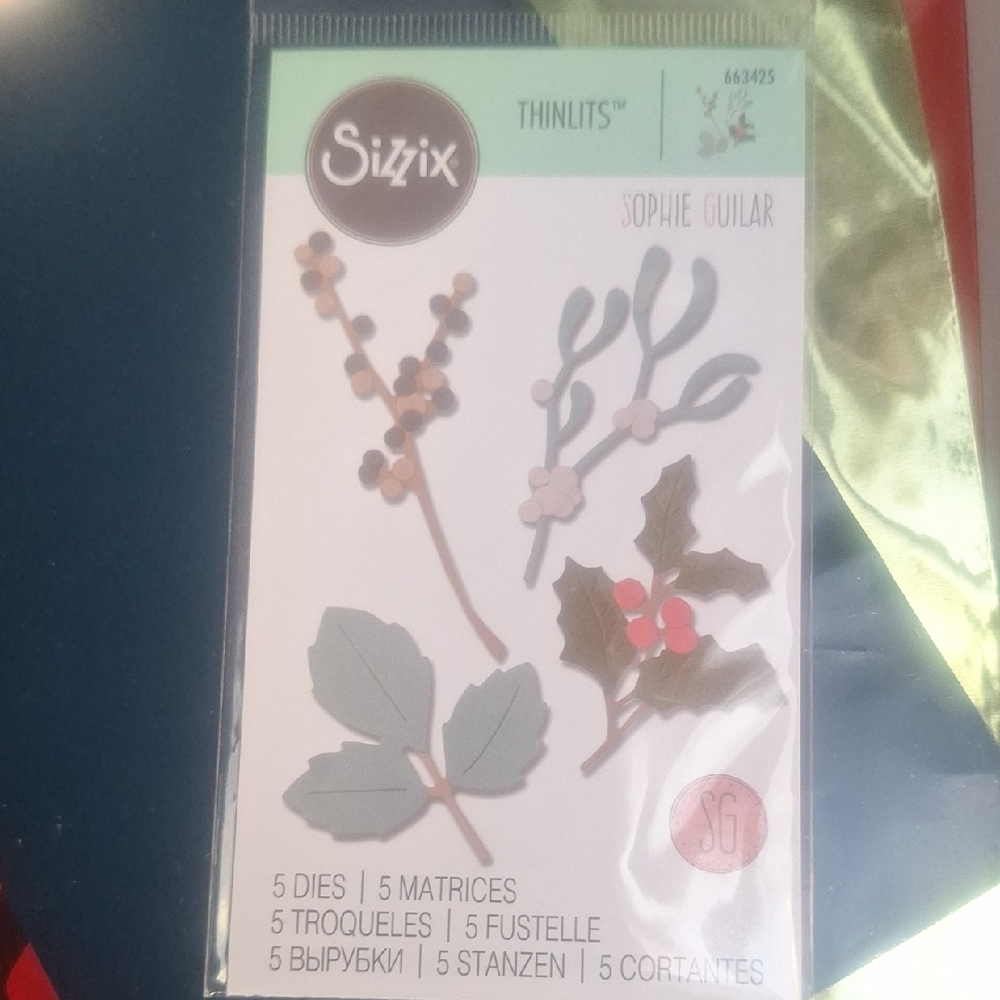 663425
THINLITS™
Sizzix
SOPHIE GUILAR
SG
5 DIES | 5 MATRICES
5 TROQUELES | 5 FUSTELLE
5 ВЫРУБКИ | 5 STANZEN | 5 CORTANTES